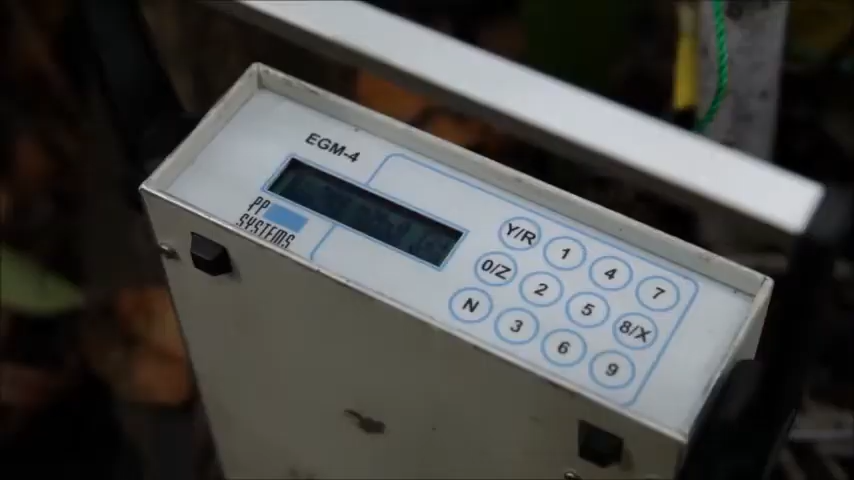 EGM-4
PP
SYSTEMS
Y/R 1 4 7
0/Z 2 5 8/X
N 3 6 9